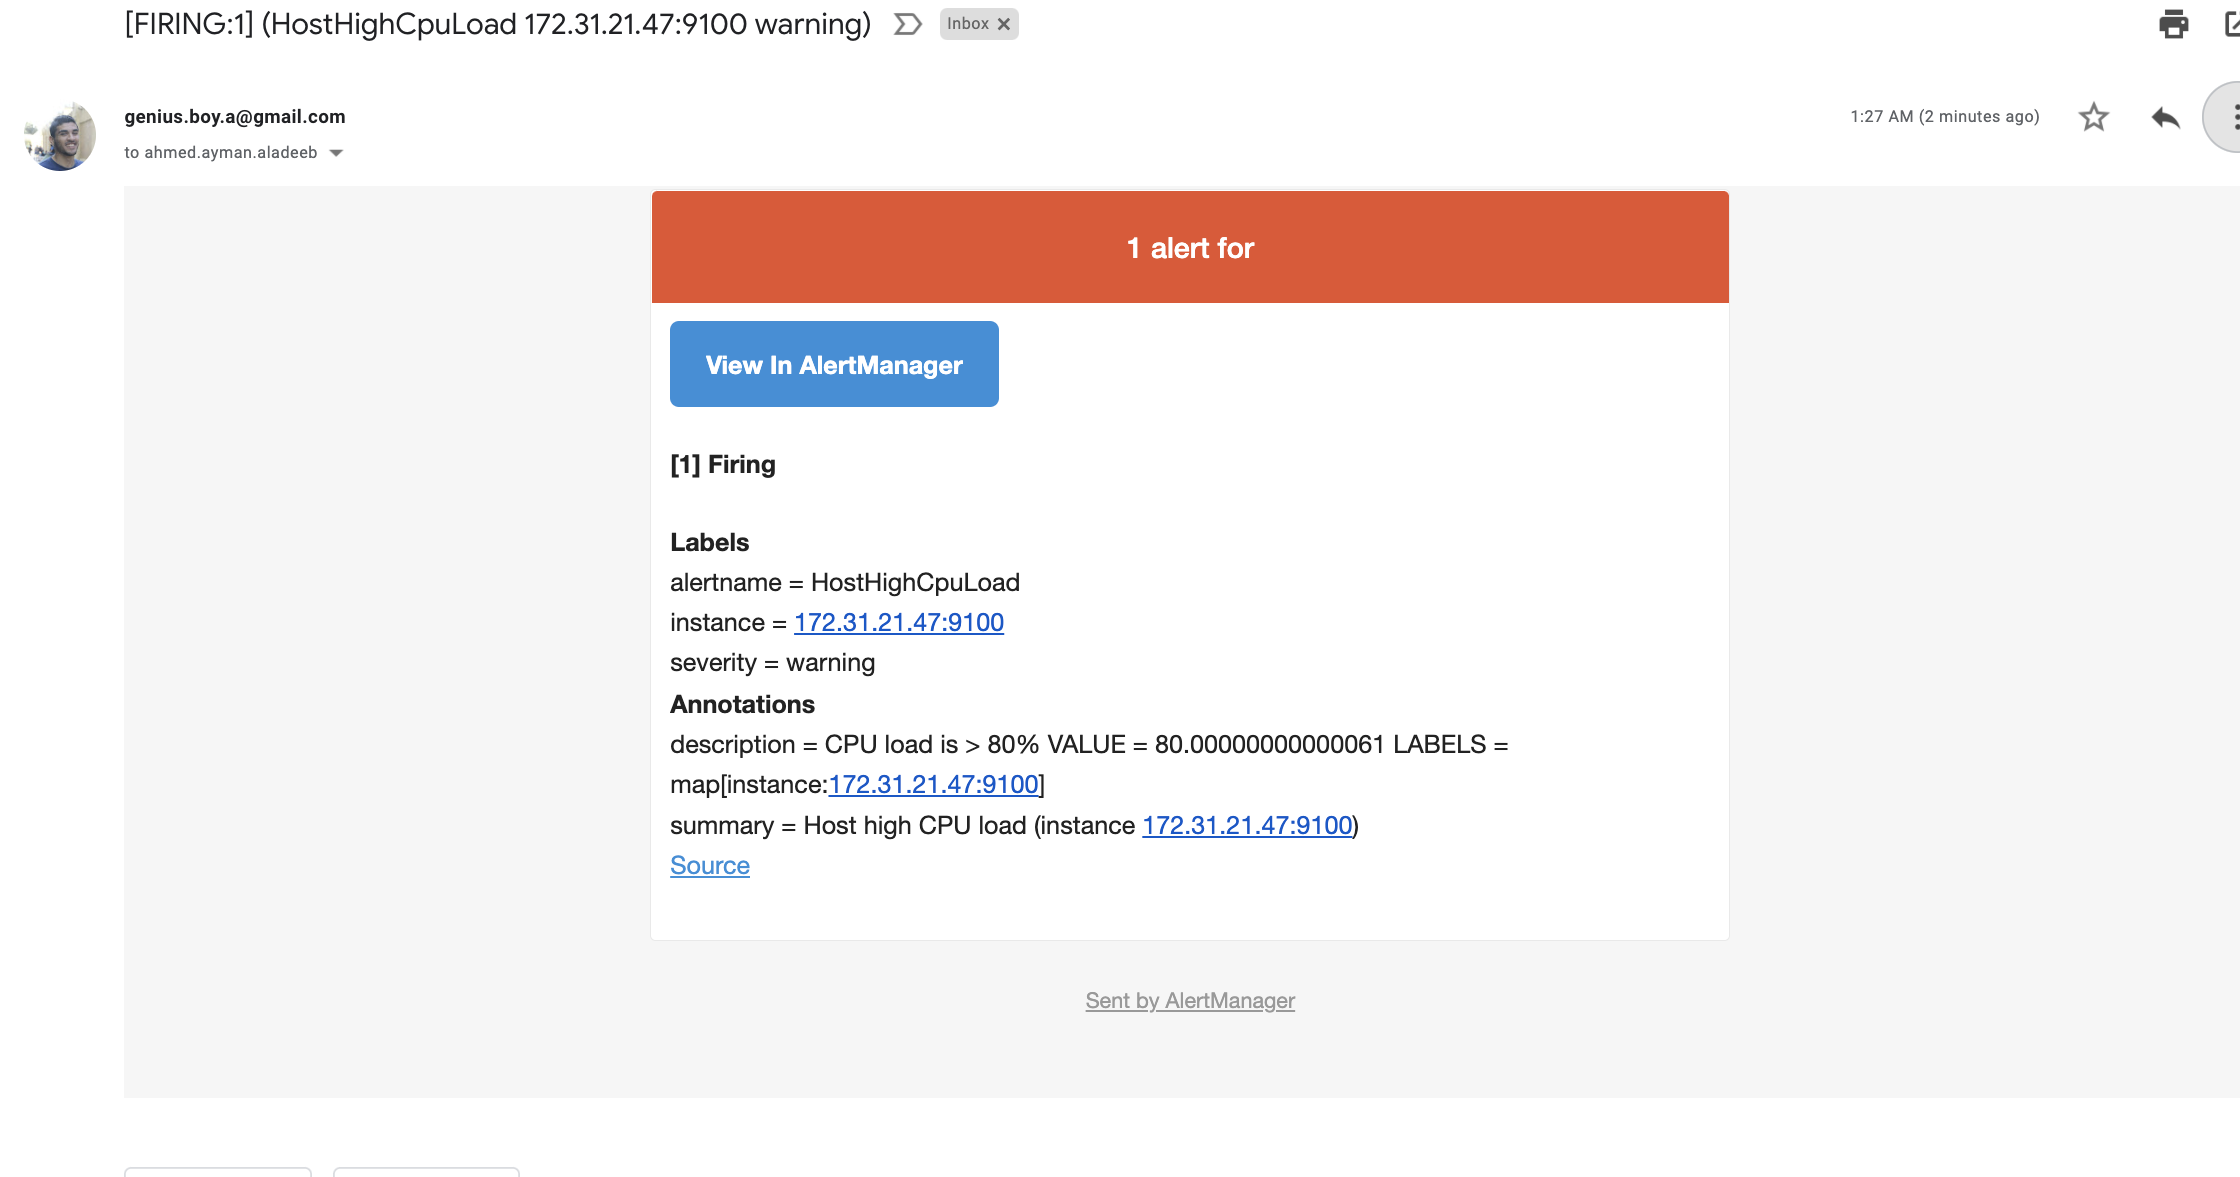 [FIRING:1] (HostHighCpuLoad 172.31.21.47:9100 warning)
Inbox
genius.boy.a@gmail.com
1:27 AM (2 minutes ago)
to ahmed.ayman.aladeeb
1 alert for
View In AlertManager
[1] Firing
Labels
alertname = HostHighCpuLoad
instance = 172.31.21.47:9100
severity = warning
Annotations
description = CPU load is > 80% VALUE = 80.00000000000061 LABELS =
map[instance:172.31.21.47:9100]
summary = Host high CPU load (instance 172.31.21.47:9100)
Source
Sent by AlertManager